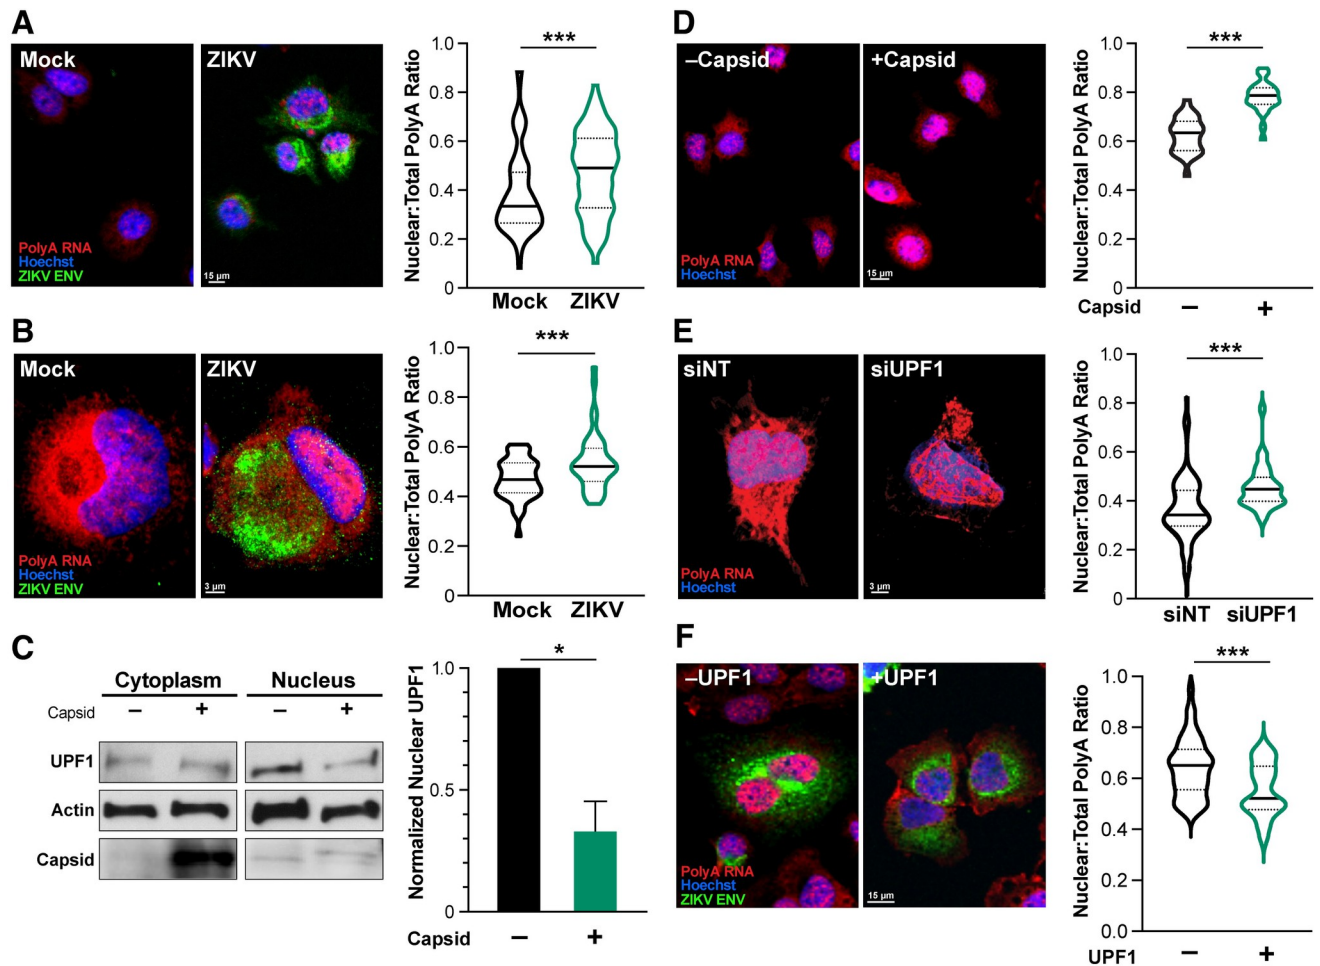 A
Mock
ZIKV
PolyA RNA
Hoechst
ZIKV ENV
15 µm
Nuclear:Total PolyA Ratio
1.0
0.8
0.6
0.4
0.2
0
***
Mock ZIKV
B
Mock
ZIKV
PolyA RNA
Hoechst
ZIKV ENV
3 µm
Nuclear:Total PolyA Ratio
1.0
0.8
0.6
0.4
0.2
0
***
Mock ZIKV
C
Cytoplasm Nucleus
Capsid – + – +
UPF1
Actin
Capsid
Normalized Nuclear UPF1
1.0
0.5
0
*
Capsid – +
D
–Capsid
+Capsid
PolyA RNA
Hoechst
15 µm
Nuclear:Total PolyA Ratio
1.0
0.8
0.6
0.4
0.2
0
***
Capsid – +
E
siNT
siUPF1
PolyA RNA
Hoechst
3 µm
Nuclear:Total PolyA Ratio
1.0
0.8
0.6
0.4
0.2
0
***
siNT siUPF1
F
–UPF1
+UPF1
PolyA RNA
Hoechst
ZIKV ENV
15 µm
Nuclear:Total PolyA Ratio
1.0
0.8
0.6
0.4
0.2
0.0
***
UPF1 – +